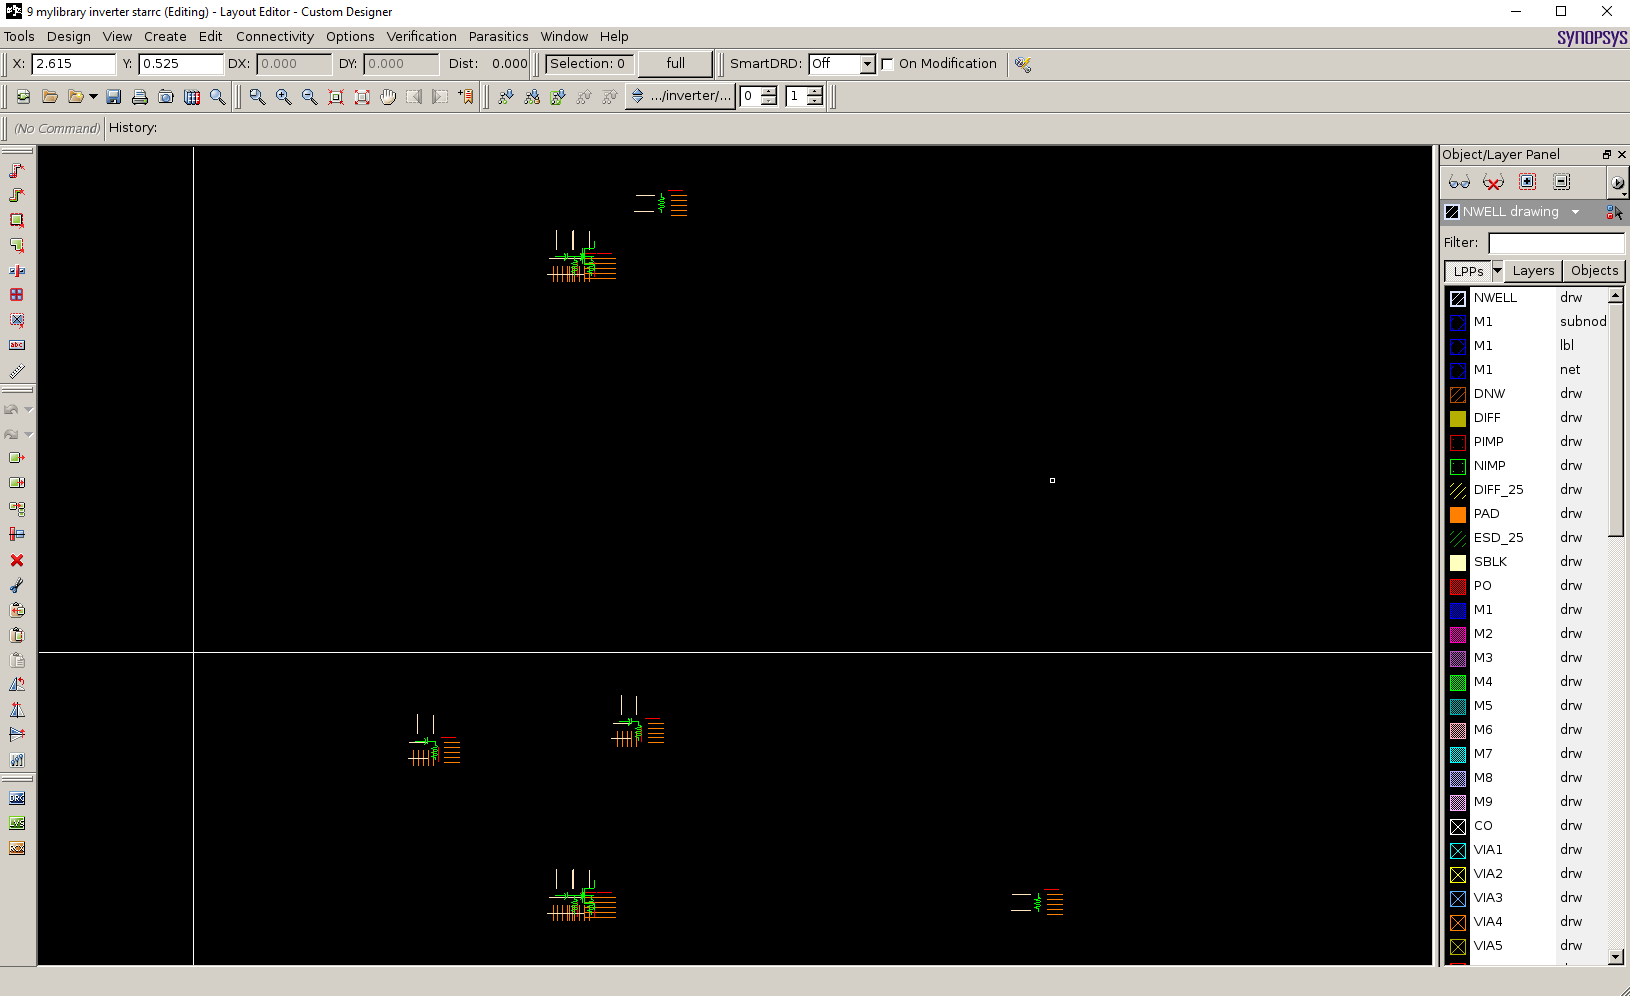 9 mylibrary inverter starrc (Editing) - Layout Editor - Custom Designer
Tools Design View Create Edit Connectivity Options Verification Parasitics Window Help
SYNOPSYS
X: 2.615 Y: 0.525 DX: 0.000 DY: 0.000 Dist: 0.000 Selection: 0 full SmartDRD: Off On Modification
.../inverter/... 0 1
(No Command) History:
Object/Layer Panel
NWELL drawing
Filter:
LPPs Layers Objects
NWELL drw
M1 subnod
M1 lbl
M1 net
DNW drw
DIFF drw
PIMP drw
NIMP drw
DIFF_25 drw
PAD drw
ESD_25 drw
SBLK drw
PO drw
M1 drw
M2 drw
M3 drw
M4 drw
M5 drw
M6 drw
M7 drw
M8 drw
M9 drw
CO drw
VIA1 drw
VIA2 drw
VIA3 drw
VIA4 drw
VIA5 drw
abc
DRC
LVS